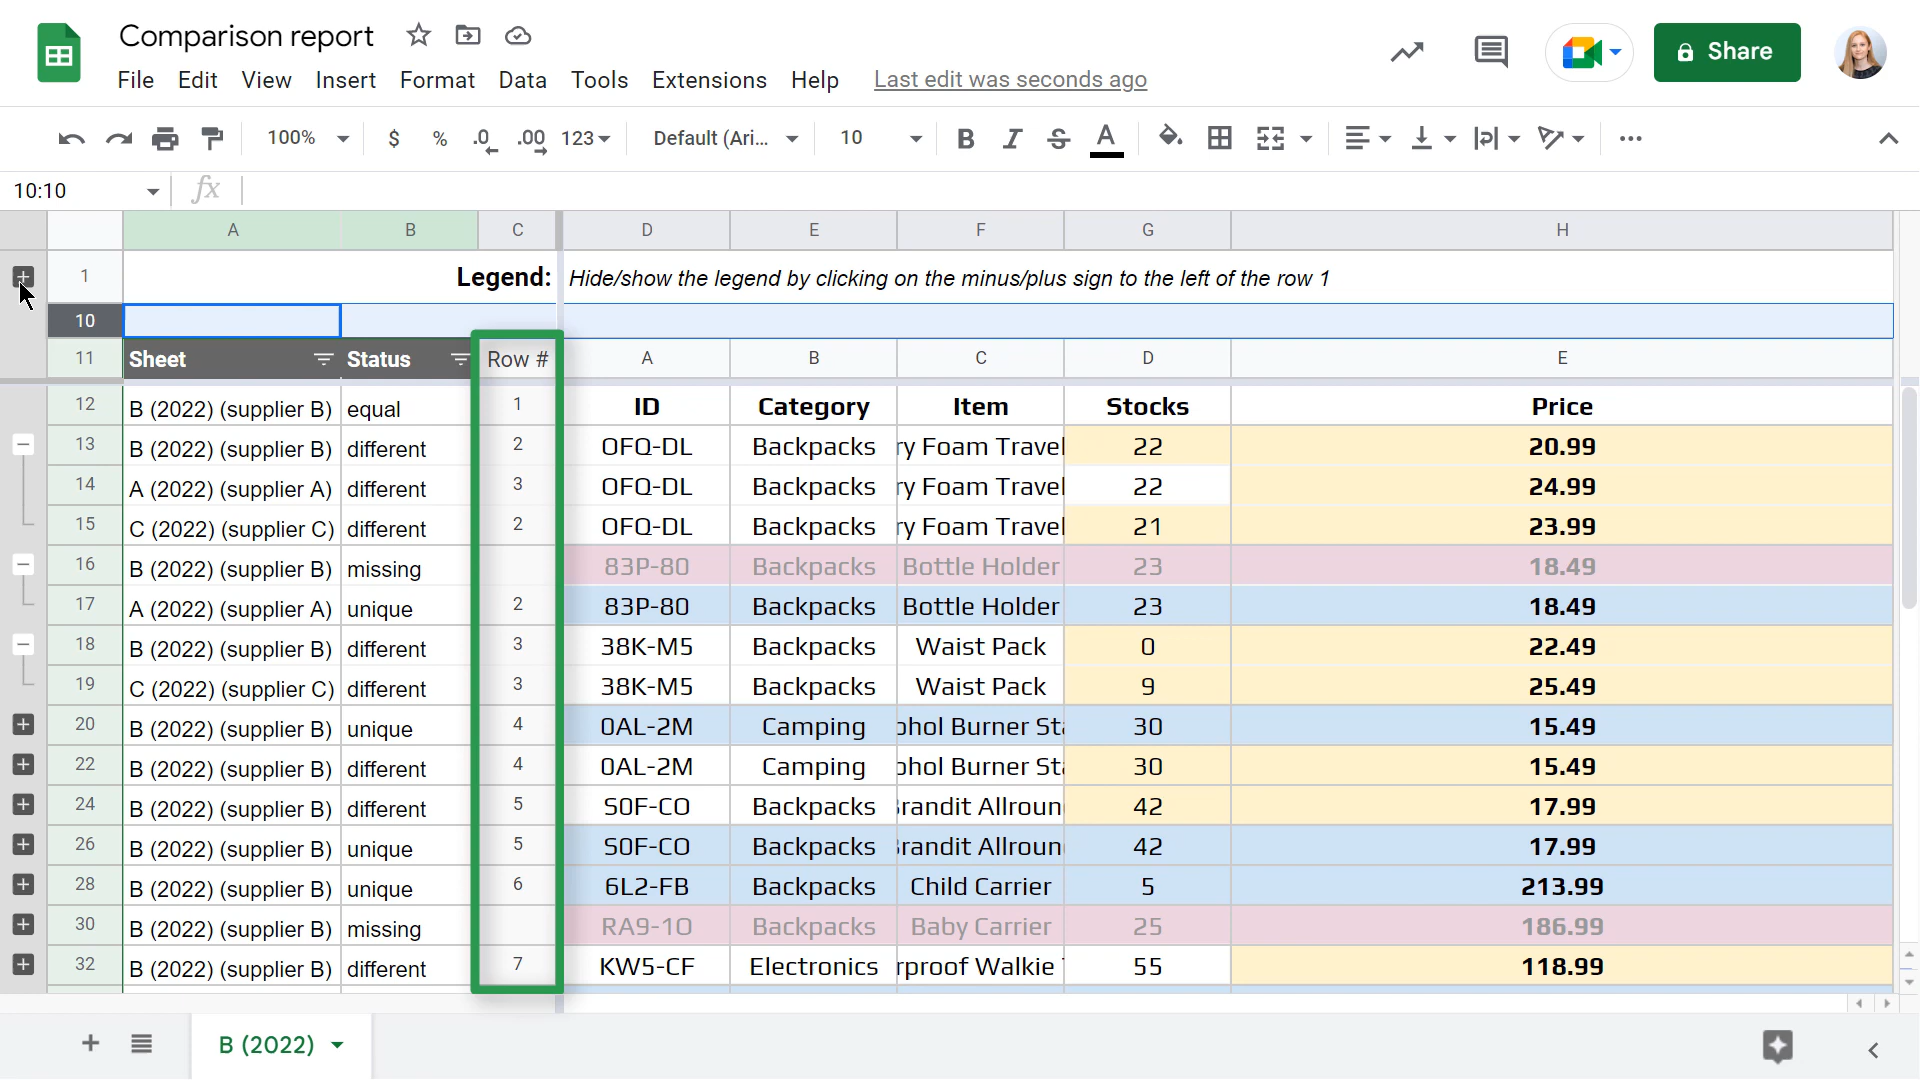 Comparison report
File Edit View Insert Format Data Tools Extensions Help Last edit was seconds ago
Share
100% $ % .0 .00 123 Default (Ari... 10 B I S A
10:10 fx
A B C D E F G H
1 Legend: Hide/show the legend by clicking on the minus/plus sign to the left of the row 1
10
11 Sheet Status Row # A B C D E
12 B (2022) (supplier B) equal 1 ID Category Item Stocks Price
13 B (2022) (supplier B) different 2 OFQ-DL Backpacks ry Foam Travel 22 20.99
14 A (2022) (supplier A) different 3 OFQ-DL Backpacks ry Foam Travel 22 24.99
15 C (2022) (supplier C) different 2 OFQ-DL Backpacks ry Foam Travel 21 23.99
16 B (2022) (supplier B) missing 83P-80 Backpacks Bottle Holder 23 18.49
17 A (2022) (supplier A) unique 2 83P-80 Backpacks Bottle Holder 23 18.49
18 B (2022) (supplier B) different 3 38K-M5 Backpacks Waist Pack 0 22.49
19 C (2022) (supplier C) different 3 38K-M5 Backpacks Waist Pack 9 25.49
20 B (2022) (supplier B) unique 4 0AL-2M Camping ohol Burner Sta 30 15.49
22 B (2022) (supplier B) different 4 0AL-2M Camping ohol Burner Sta 30 15.49
24 B (2022) (supplier B) different 5 S0F-CO Backpacks Brandit Allroun 42 17.99
26 B (2022) (supplier B) unique 5 S0F-CO Backpacks Brandit Allroun 42 17.99
28 B (2022) (supplier B) unique 6 6L2-FB Backpacks Child Carrier 5 213.99
30 B (2022) (supplier B) missing RA9-1O Backpacks Baby Carrier 25 186.99
32 B (2022) (supplier B) different 7 KW5-CF Electronics rproof Walkie 55 118.99
B (2022)